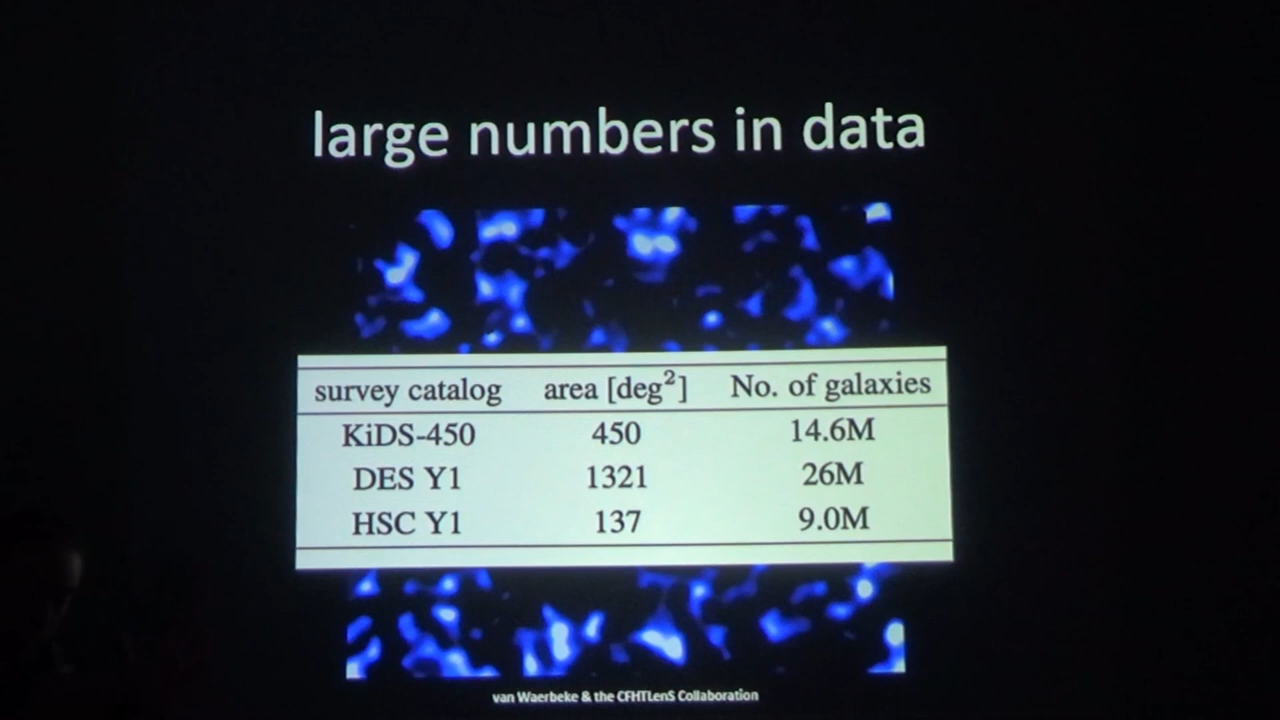 large numbers in data
survey catalog area [deg²] No. of galaxies
KiDS-450 450 14.6M
DES Y1 1321 26M
HSC Y1 137 9.0M
van Waerbeke & the CFHTLenS Collaboration